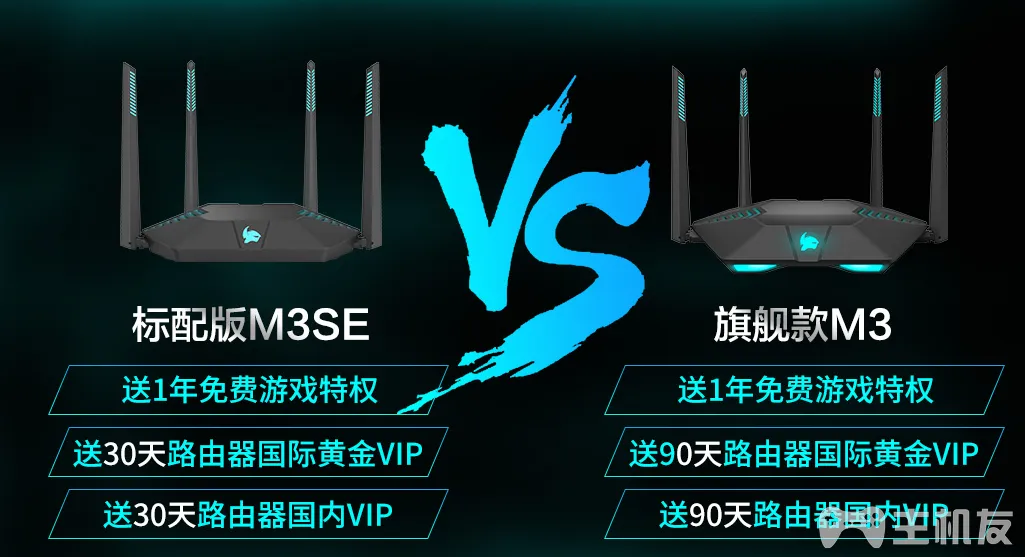 VS
标配版M3SE
旗舰款M3
送1年免费游戏特权
送1年免费游戏特权
送30天路由器国际黄金VIP
送90天路由器国际黄金VIP
送30天路由器国内VIP
送90天路由器国内VIP
主机友